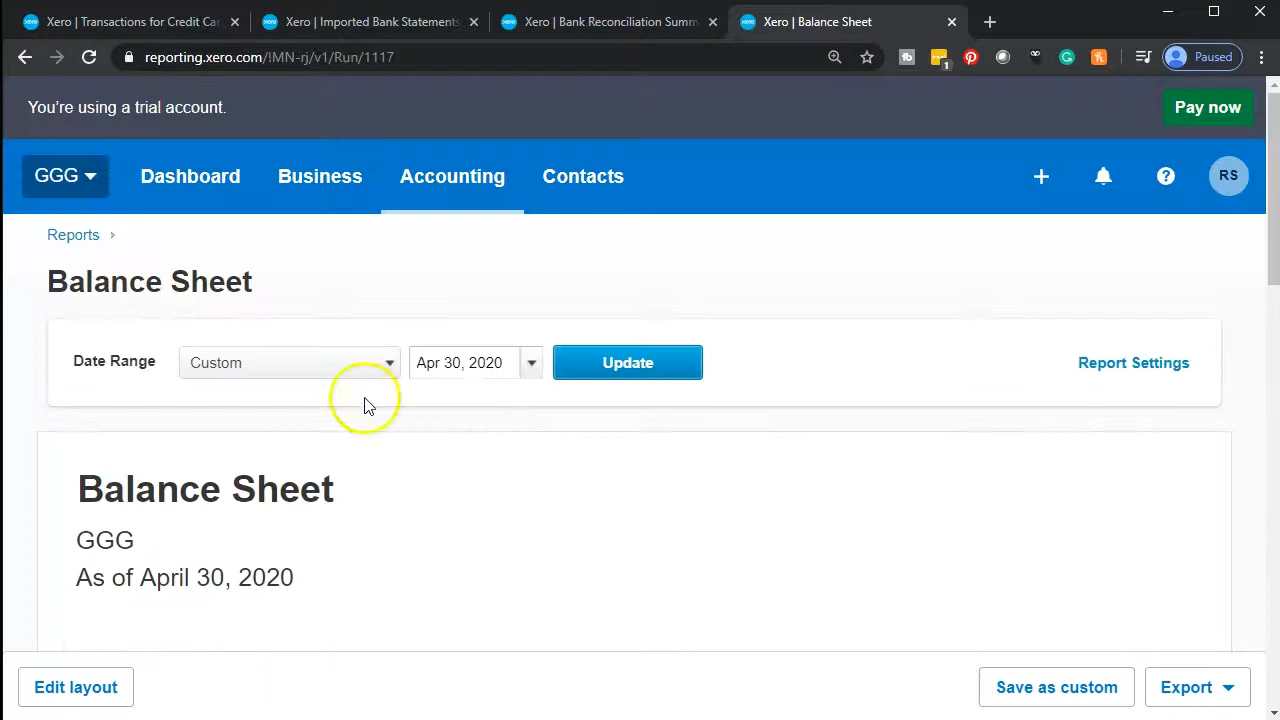 Xero | Transactions for Credit Car
Xero | Imported Bank Statements
Xero | Bank Reconciliation Summ
Xero | Balance Sheet
reporting.xero.com/!MN-rj/v1/Run/1117
1
Paused
You're using a trial account.
Pay now
GGG
Dashboard
Business
Accounting
Contacts
RS
Reports
Balance Sheet
Date Range
Custom
Apr 30, 2020
Update
Report Settings
Balance Sheet
GGG
As of April 30, 2020
Edit layout
Save as custom
Export